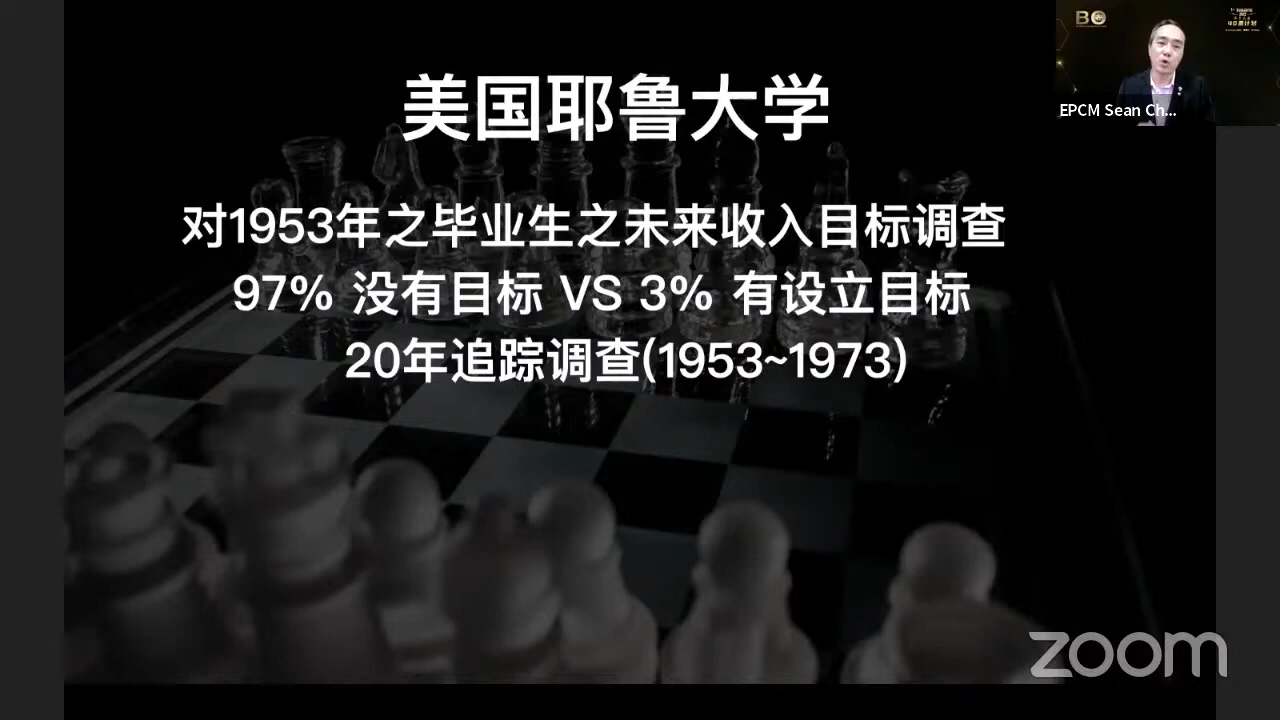 美国耶鲁大学
对1953年之毕业生之未来收入目标调查
97% 没有目标 VS 3% 有设立目标
20年追踪调查(1953~1973)
BO
EPCM Sean Ch...
zoom